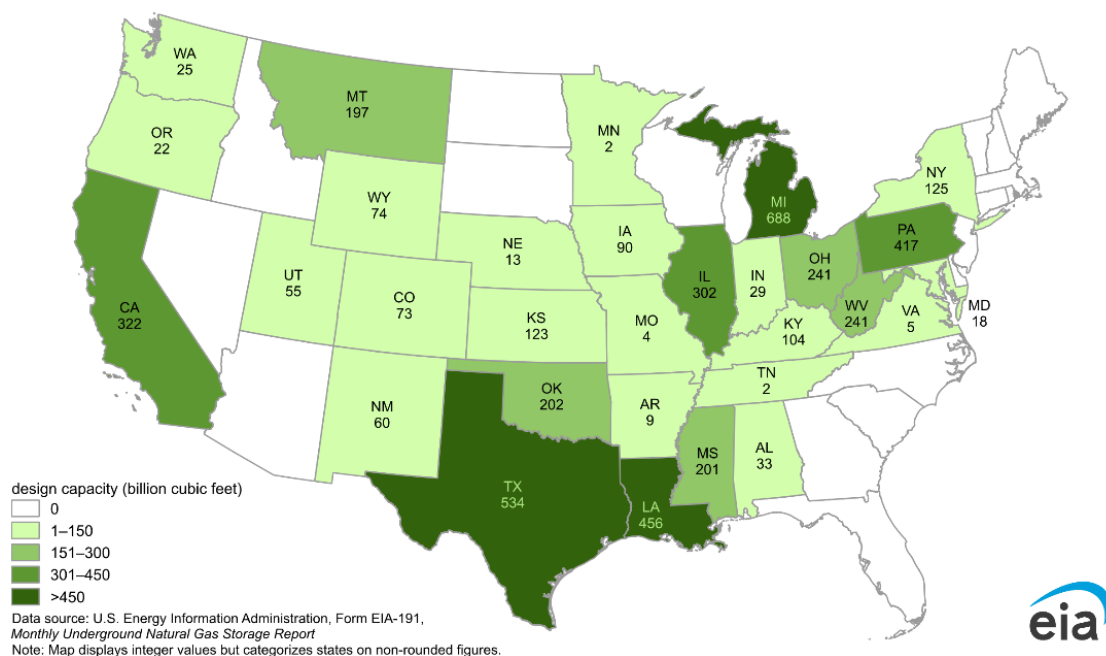 WA
25
MT
197
OR
22
MN
2
WY
74
NY
125
MI
688
IA
90
PA
417
NE
13
OH
241
IL
302
IN
29
UT
55
CO
73
WV
241
MD
18
CA
322
KS
123
MO
4
KY
104
VA
5
TN
2
OK
202
NM
60
AR
9
MS
201
AL
33
TX
534
LA
456
design capacity (billion cubic feet)
0
1–150
151–300
301–450
>450
Data source: U.S. Energy Information Administration, Form EIA-191,
Monthly Underground Natural Gas Storage Report
Note: Map displays integer values but categorizes states on non-rounded figures.
eia